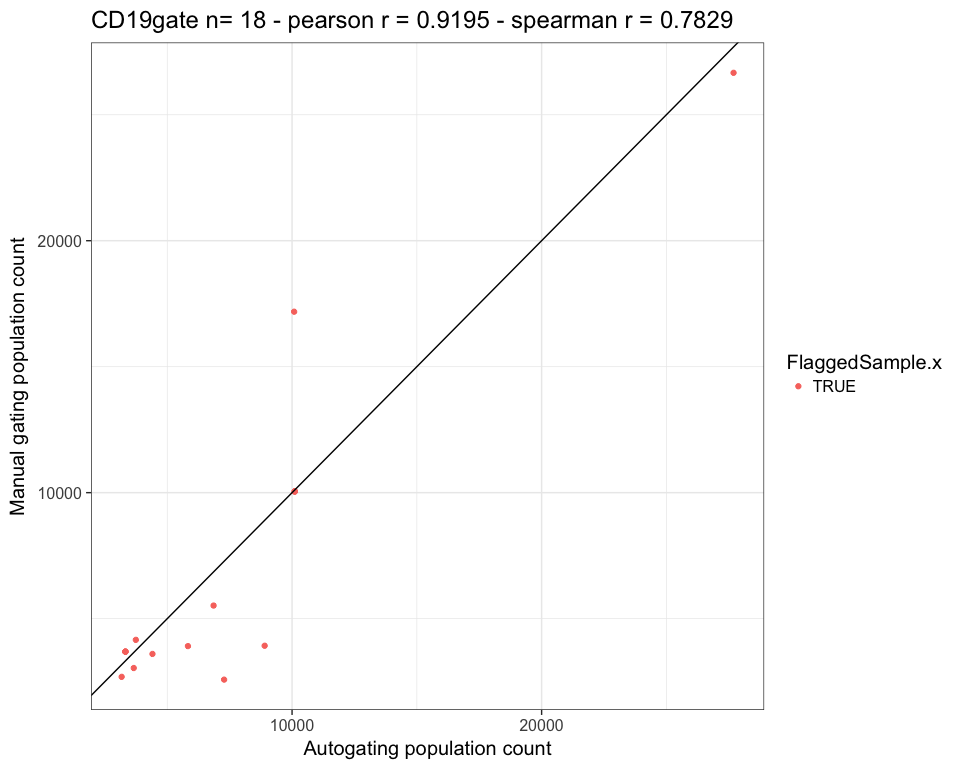 CD19gate n= 18 - pearson r = 0.9195 - spearman r = 0.7829
Manual gating population count
20000
10000
10000
20000
Autogating population count
FlaggedSample.x
TRUE